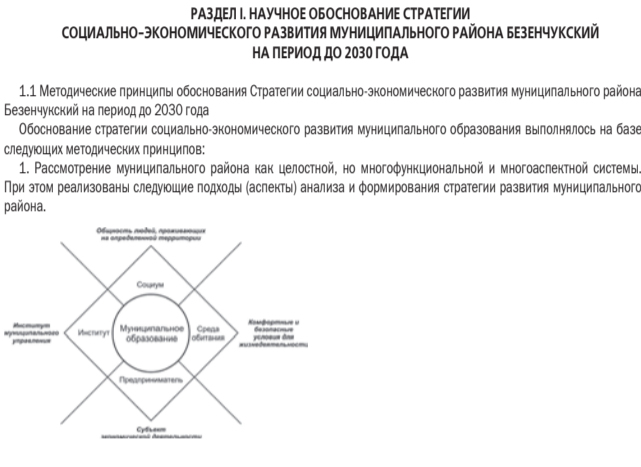 РАЗДЕЛ I. НАУЧНОЕ ОБОСНОВАНИЕ СТРАТЕГИИ
СОЦИАЛЬНО-ЭКОНОМИЧЕСКОГО РАЗВИТИЯ МУНИЦИПАЛЬНОГО РАЙОНА БЕЗЕНЧУКСКИЙ
НА ПЕРИОД ДО 2030 ГОДА
1.1 Методические принципы обоснования Стратегии социально-экономического развития муниципального района
Безенчукский на период до 2030 года
Обоснование стратегии социально-экономического развития муниципального образования выполнялось на базе
следующих методических принципов:
1. Рассмотрение муниципального района как целостной, но многофункциональной и многоаспектной системы.
При этом реализованы следующие подходы (аспекты) анализа и формирования стратегии развития муниципального
района.
Общность людей, проживающих
на определенной территории
Социум
Институт
муниципального
управления
Институт
Муниципальное
образование
Среда
обитания
Комфортные и
безопасные
условия для
жизнедеятельности
Предприниматель
Субъект
экономической деятельности